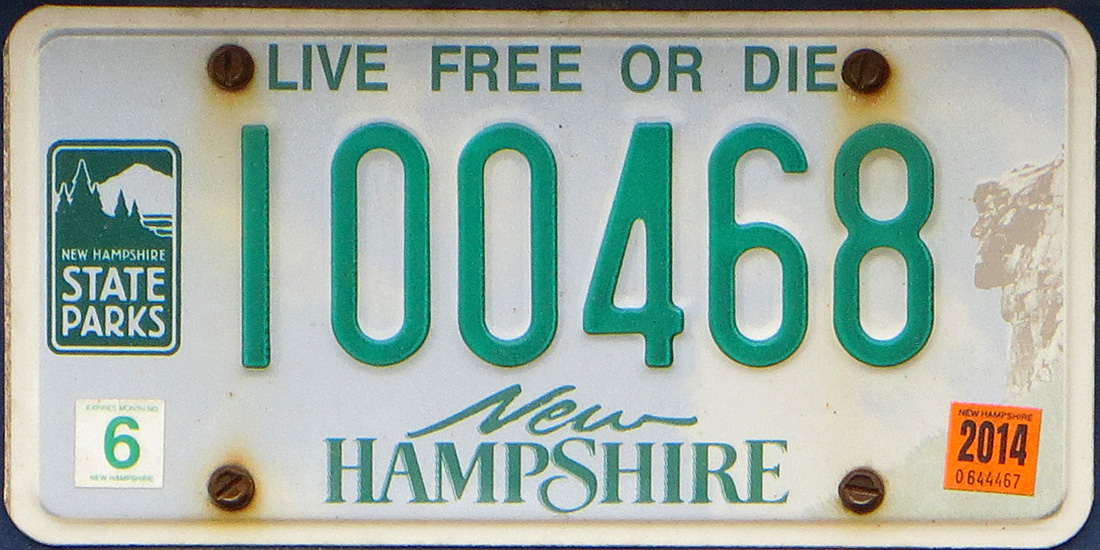 LIVE FREE OR DIE
100468
NEW HAMPSHIRE
STATE
PARKS
New
HAMPSHIRE
6
NEW HAMPSHIRE
NEW HAMPSHIRE
2014
0644467